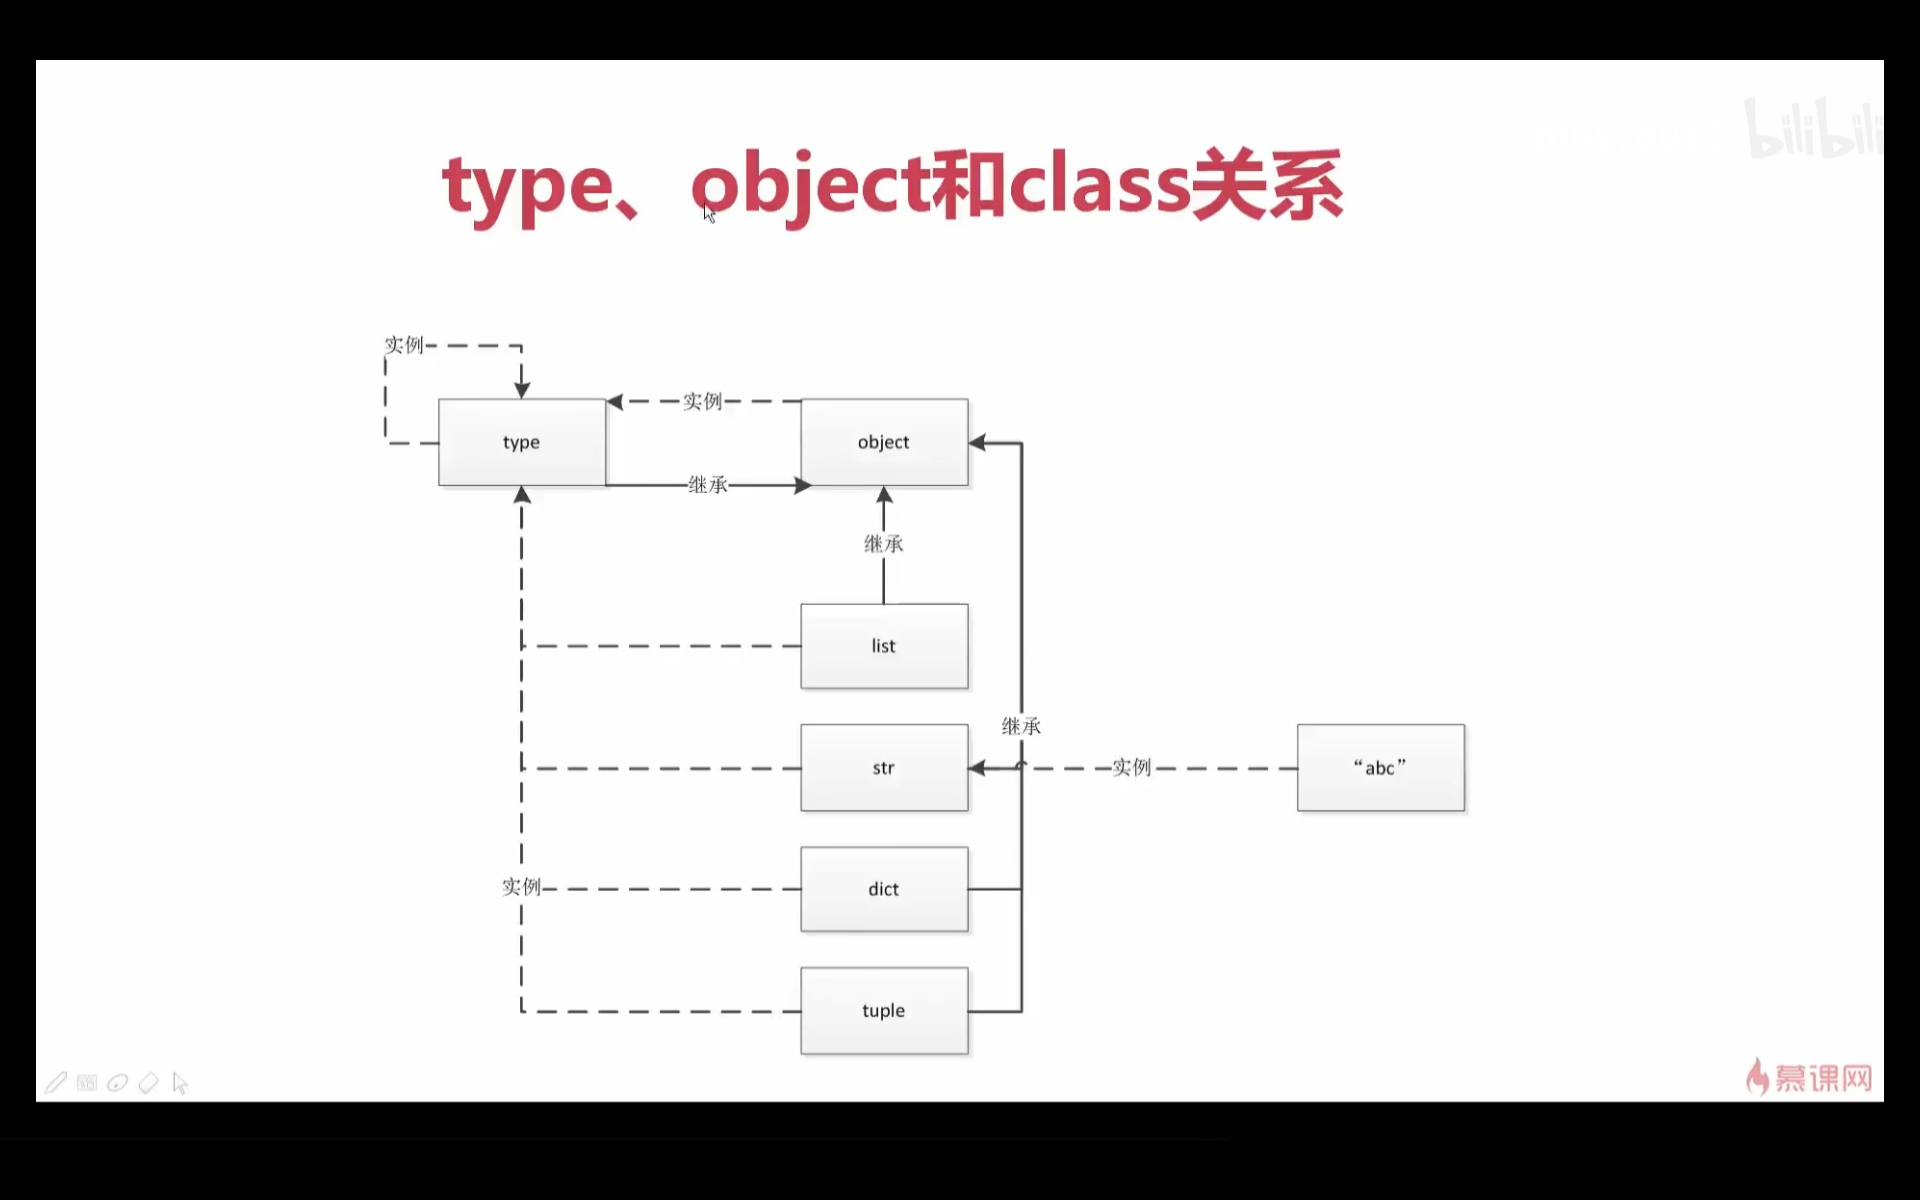 bilibili
type、object和class关系
实例
实例
type
object
继承
继承
list
继承
str
实例
“abc”
实例
dict
tuple
慕课网